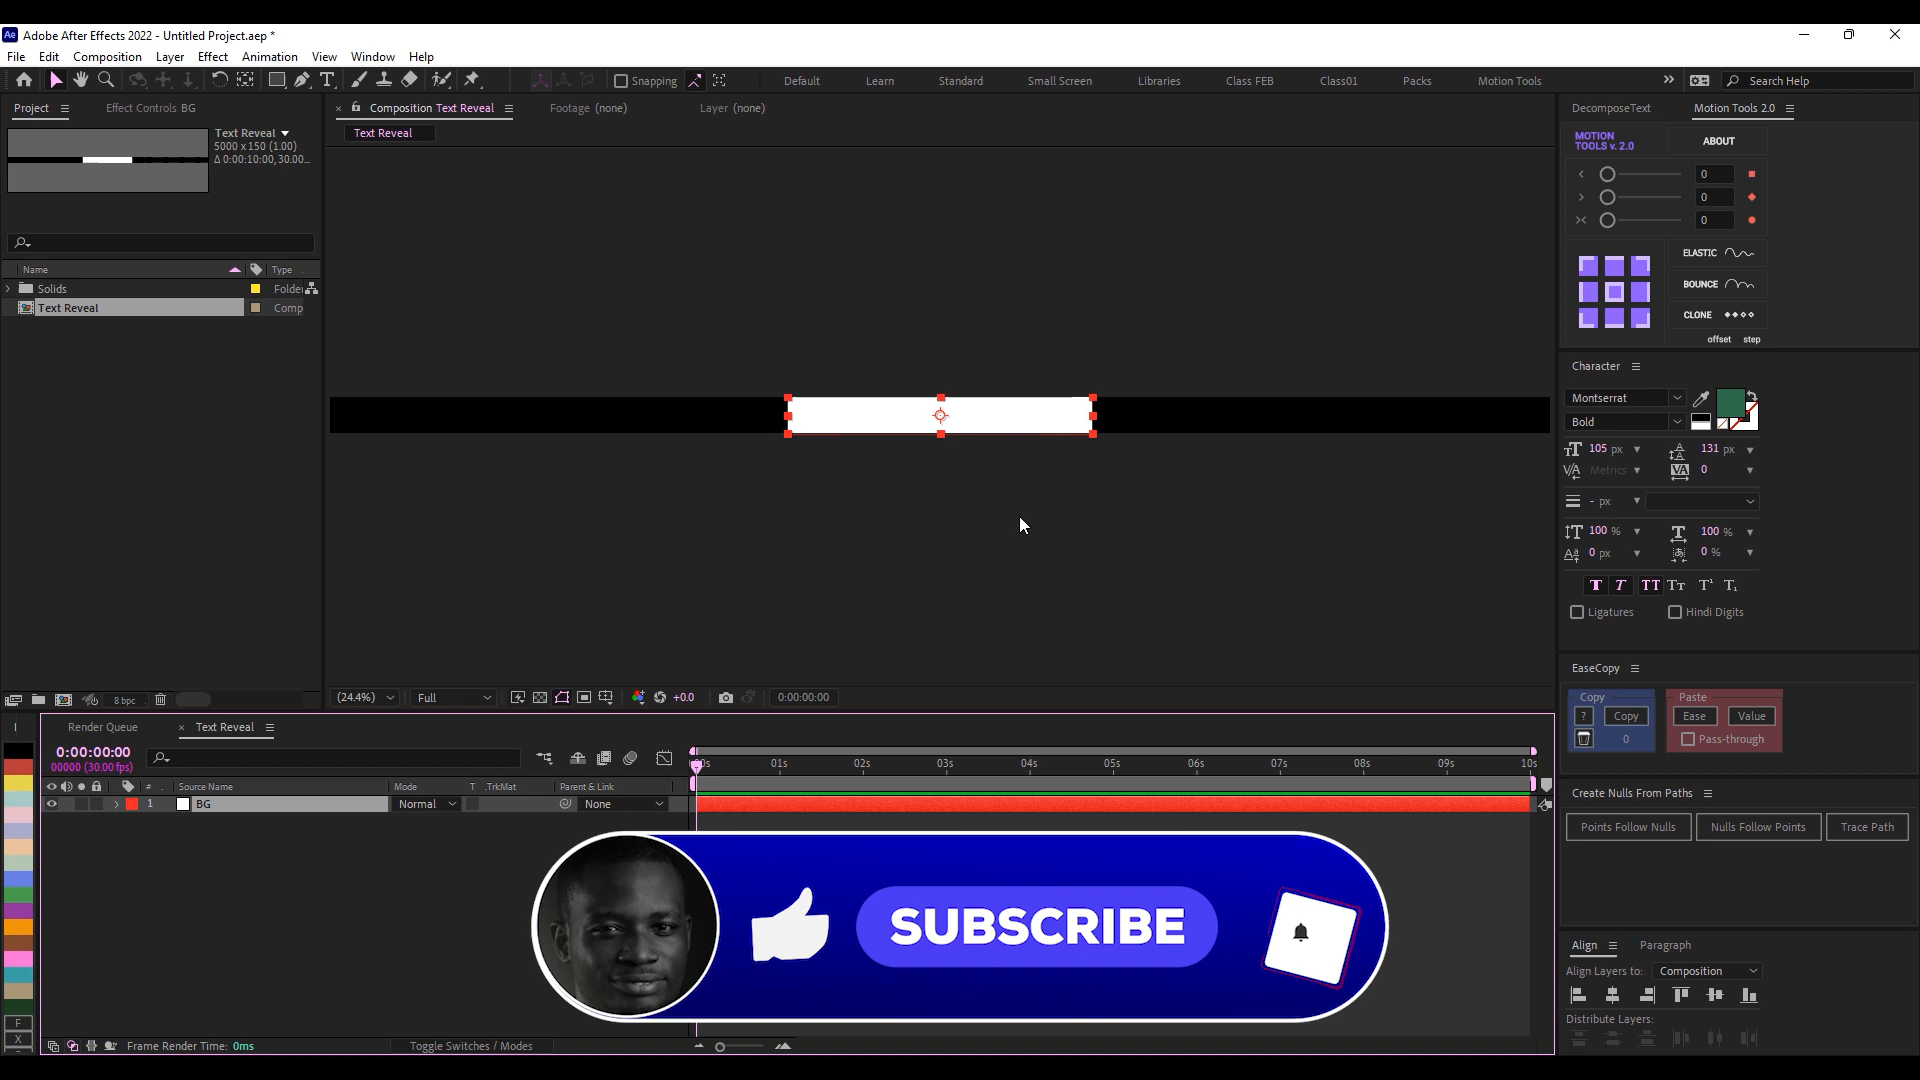 Ae Adobe After Effects 2022 - Untitled Project.aep *
File Edit Composition Layer Effect Animation View Window Help
Snapping Default Learn Standard Small Screen Libraries Class FEB Class01 Packs Motion Tools Search Help
Project Effect Controls BG
Composition Text Reveal Footage (none) Layer (none)
DecomposeText Motion Tools 2.0
Text Reveal
5000 x 150 (1.00)
Δ 0:00:10:00, 30.00...
Text Reveal
MOTION
TOOLS v. 2.0
ABOUT
0
0
0
ELASTIC
BOUNCE
CLONE
offset step
Name Type
Solids Folde
Text Reveal Comp
Character
Montserrat
Bold
105 px 131 px
Metrics 0
- px
100 % 100 %
0 px 0 %
T T TT Tт T¹ T₁
Ligatures Hindi Digits
EaseCopy
Copy Paste
? Copy Ease Value
0 Pass-through
8 bpc
(24.4%) Full +0.0 0:00:00:00
Render Queue Text Reveal
0:00:00:00
00000 (30.00 fps)
01s 02s 03s 04s 05s 06s 07s 08s 09s 10s
# Source Name Mode T .TrkMat Parent & Link
1 BG Normal None
SUBSCRIBE
Create Nulls From Paths
Points Follow Nulls Nulls Follow Points Trace Path
Align Paragraph
Align Layers to: Composition
Distribute Layers:
F
X
Frame Render Time: 0ms Toggle Switches / Modes